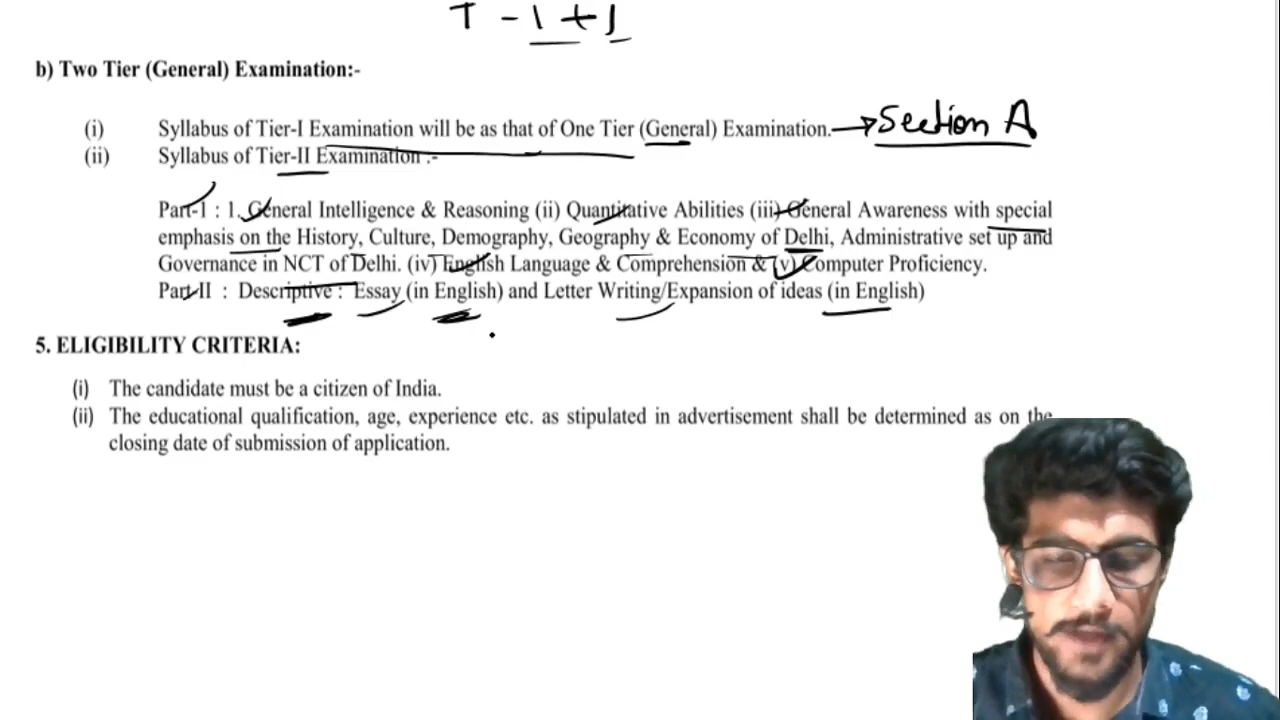 T - 1 + 1
b) Two Tier (General) Examination:-
(i) Syllabus of Tier-I Examination will be as that of One Tier (General) Examination. → Section A
(ii) Syllabus of Tier-II Examination :-
Part-I : 1. General Intelligence & Reasoning (ii) Quantitative Abilities (iii) General Awareness with special
emphasis on the History, Culture, Demography, Geography & Economy of Delhi, Administrative set up and
Governance in NCT of Delhi. (iv) English Language & Comprehension & (v) Computer Proficiency.
Part-II : Descriptive : Essay (in English) and Letter Writing/Expansion of ideas (in English)
5. ELIGIBILITY CRITERIA:
(i) The candidate must be a citizen of India.
(ii) The educational qualification, age, experience etc. as stipulated in advertisement shall be determined as on the
closing date of submission of application.